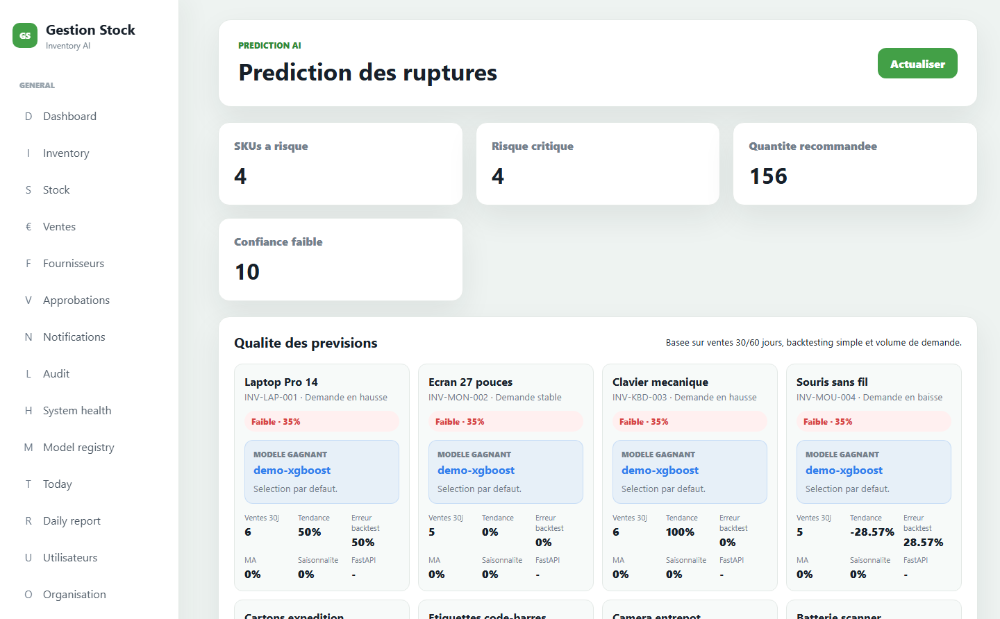 GS
Gestion Stock
Inventory AI
GENERAL
D Dashboard
I Inventory
S Stock
€ Ventes
F Fournisseurs
V Approbations
N Notifications
L Audit
H System health
M Model registry
T Today
R Daily report
U Utilisateurs
O Organisation
PREDICTION AI
Prediction des ruptures
Actualiser
SKUs a risque
4
Risque critique
4
Quantite recommandee
156
Confiance faible
10
Qualite des previsions
Basee sur ventes 30/60 jours, backtesting simple et volume de demande.
Laptop Pro 14
INV-LAP-001 · Demande en hausse
Faible · 35%
MODELE GAGNANT
demo-xgboost
Selection par defaut.
Ventes 30j
6
Tendance
50%
Erreur
backtest
50%
MA
0%
Saisonnalite
0%
FastAPI
-
Ecran 27 pouces
INV-MON-002 · Demande stable
Faible · 35%
MODELE GAGNANT
demo-xgboost
Selection par defaut.
Ventes 30j
5
Tendance
0%
Erreur
backtest
0%
MA
0%
Saisonnalite
0%
FastAPI
-
Clavier mecanique
INV-KBD-003 · Demande en hausse
Faible · 35%
MODELE GAGNANT
demo-xgboost
Selection par defaut.
Ventes 30j
6
Tendance
100%
Erreur
backtest
0%
MA
0%
Saisonnalite
0%
FastAPI
-
Souris sans fil
INV-MOU-004 · Demande en baisse
Faible · 35%
MODELE GAGNANT
demo-xgboost
Selection par defaut.
Ventes 30j
5
Tendance
-28.57%
Erreur
backtest
28.57%
MA
0%
Saisonnalite
0%
FastAPI
-
Cartons expedition
Etiquettes code-barres
Camera entrepot
Batterie scanner